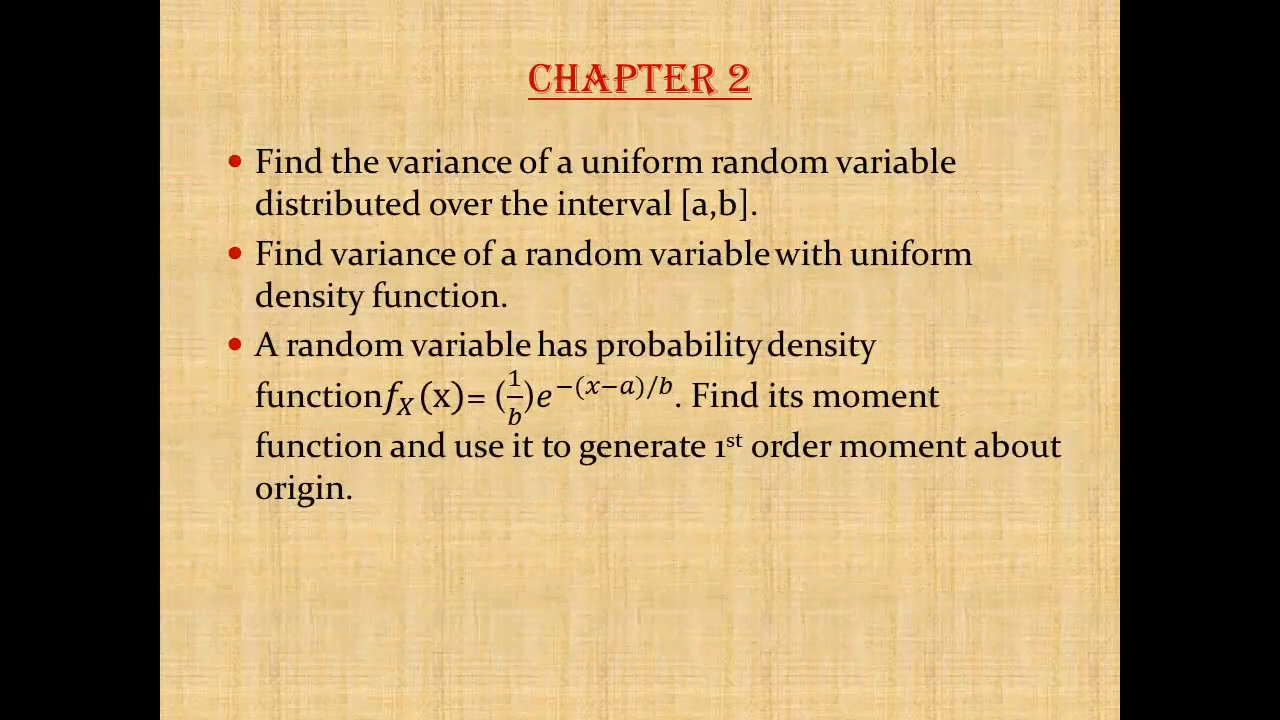 CHAPTER 2
• Find the variance of a uniform random variable
distributed over the interval [a,b].
• Find variance of a random variable with uniform
density function.
• A random variable has probability density
function f_X(x)= (1/b)e^{−(x−a)/b}. Find its moment
function and use it to generate 1st order moment about
origin.